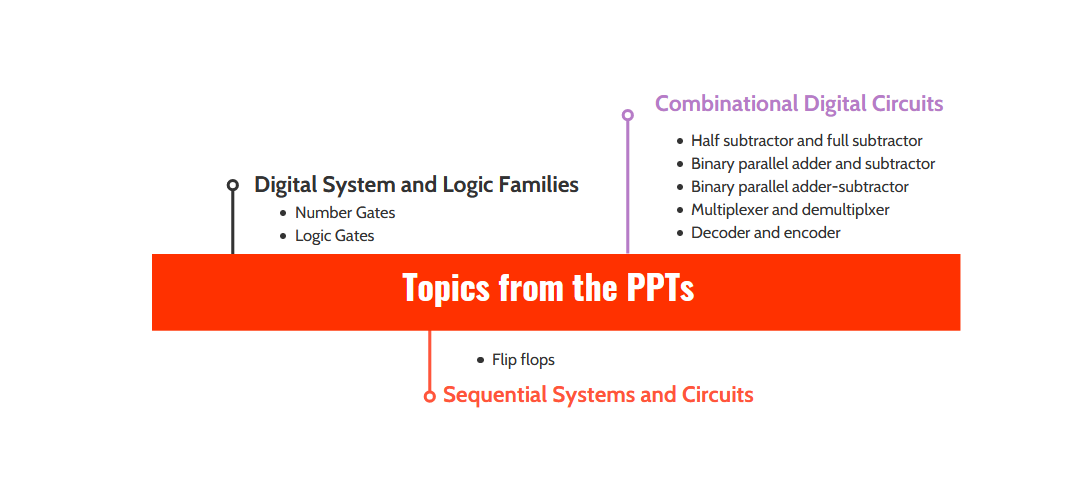 Combinational Digital Circuits
• Half subtractor and full subtractor
• Binary parallel adder and subtractor
• Binary parallel adder-subtractor
• Multiplexer and demultiplxer
• Decoder and encoder
Digital System and Logic Families
• Number Gates
• Logic Gates
Topics from the PPTs
• Flip flops
Sequential Systems and Circuits